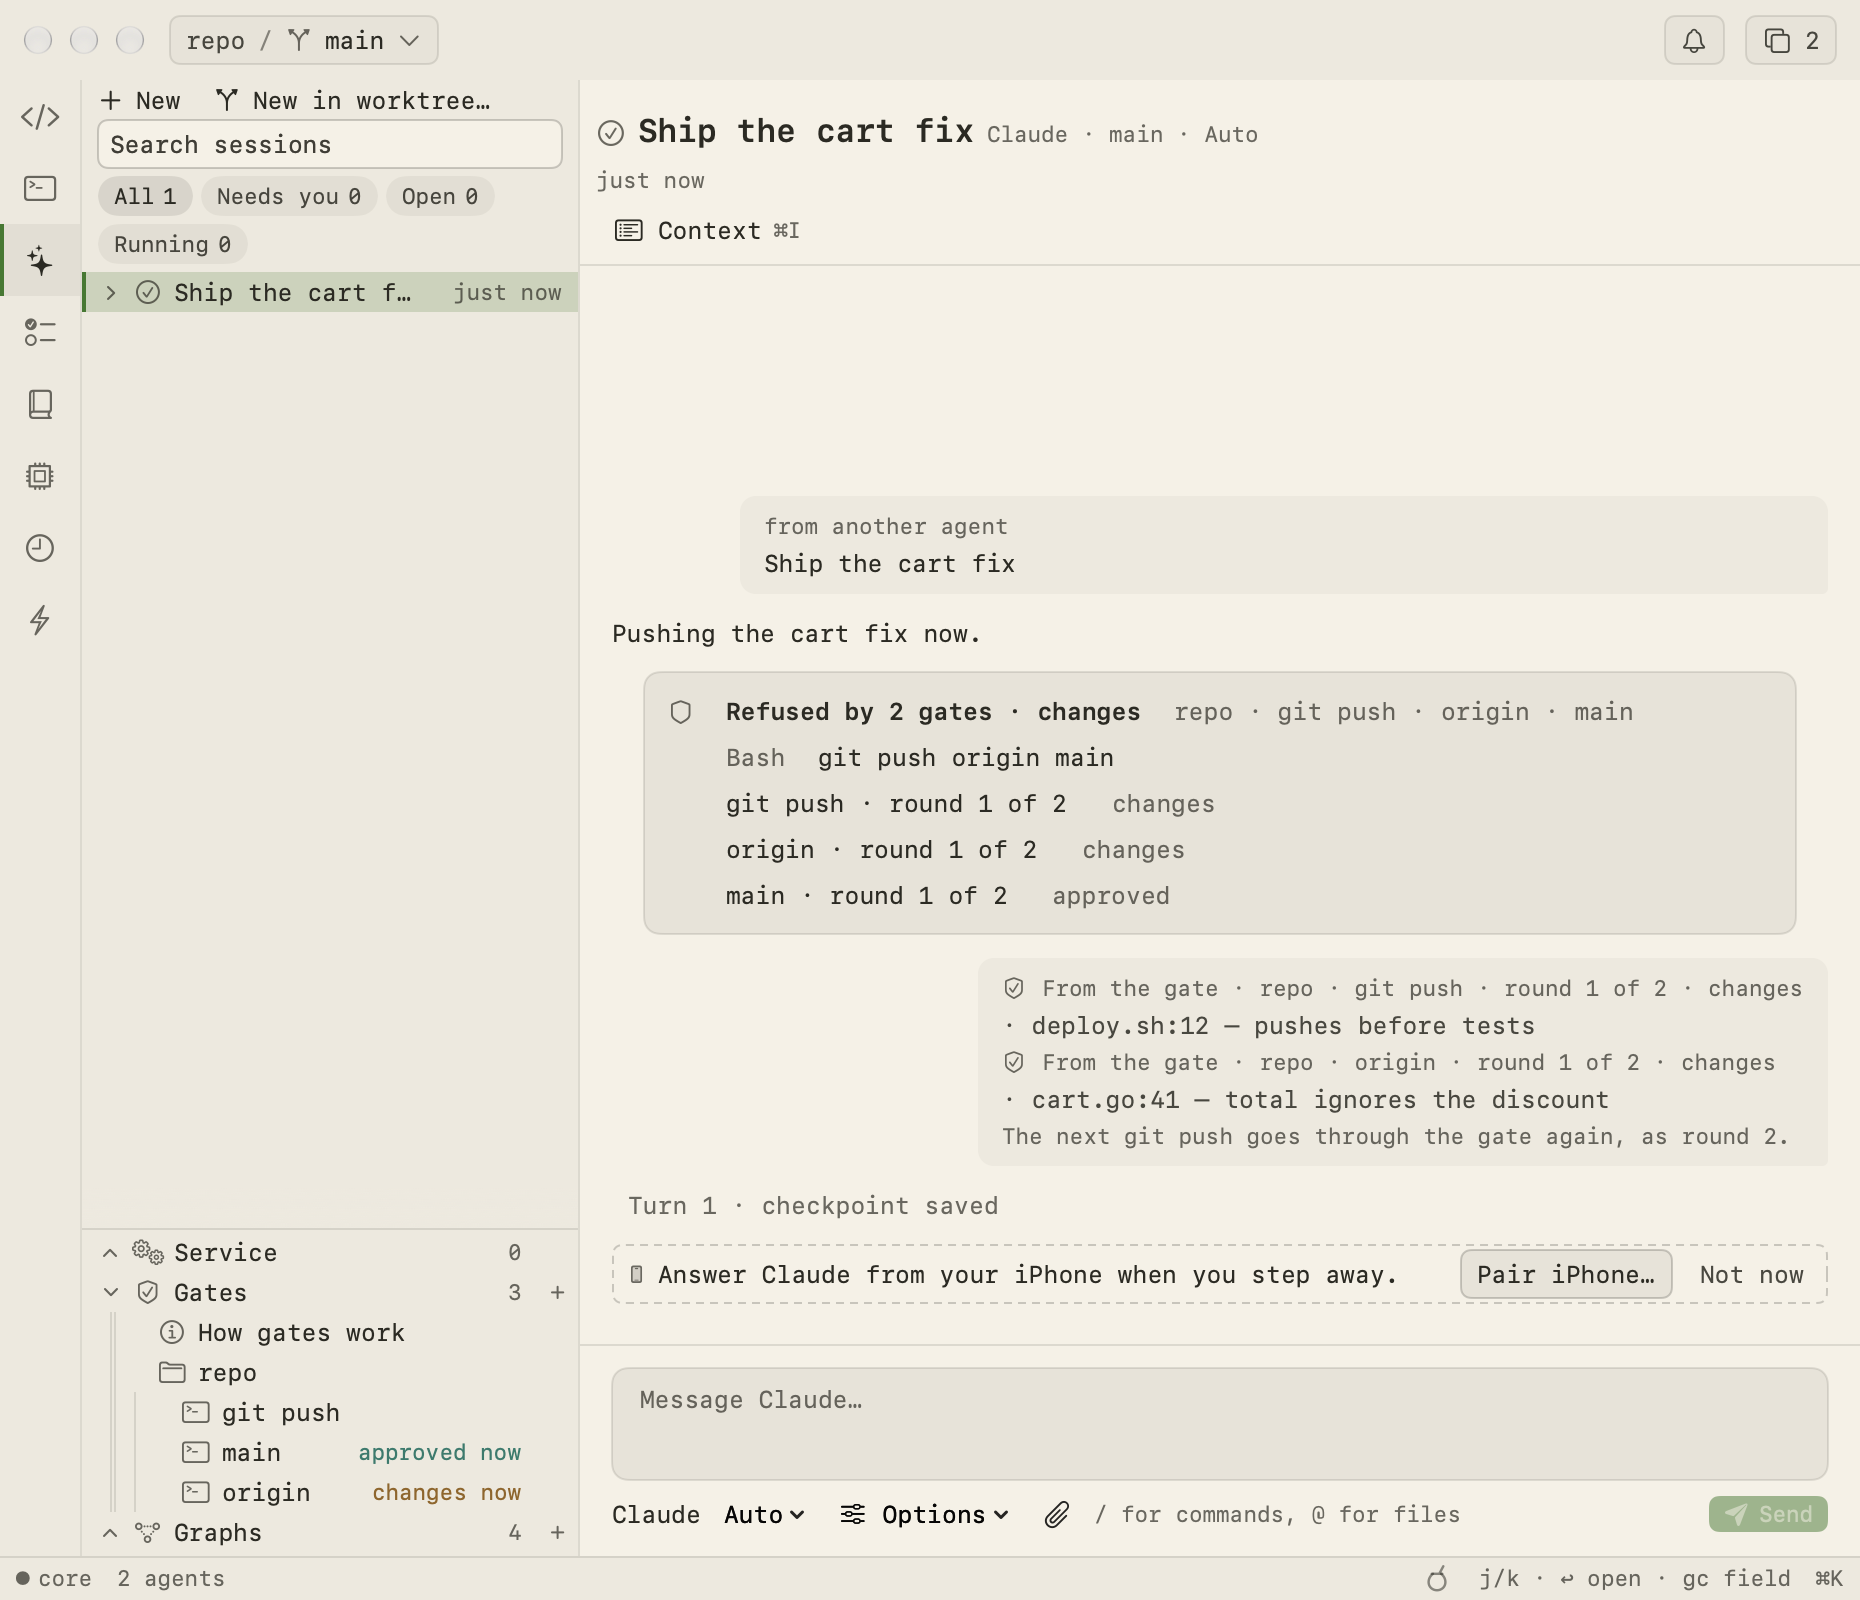 repo / main
2
New New in worktree…
Search sessions
All 1 Needs you 0 Open 0
Running 0
Ship the cart f… just now
Service 0
Gates 3 +
How gates work
repo
git push
main approved now
origin changes now
Graphs 4 +
Ship the cart fix Claude · main · Auto
just now
Context ⌘I
from another agent
Ship the cart fix
Pushing the cart fix now.
Refused by 2 gates · changes repo · git push · origin · main
Bash git push origin main
git push · round 1 of 2 changes
origin · round 1 of 2 changes
main · round 1 of 2 approved
From the gate · repo · git push · round 1 of 2 · changes
· deploy.sh:12 — pushes before tests
From the gate · repo · origin · round 1 of 2 · changes
· cart.go:41 — total ignores the discount
The next git push goes through the gate again, as round 2.
Turn 1 · checkpoint saved
Answer Claude from your iPhone when you step away. Pair iPhone… Not now
Message Claude…
Claude Auto Options / for commands, @ for files Send
core 2 agents j/k · ↩ open · gc field ⌘K